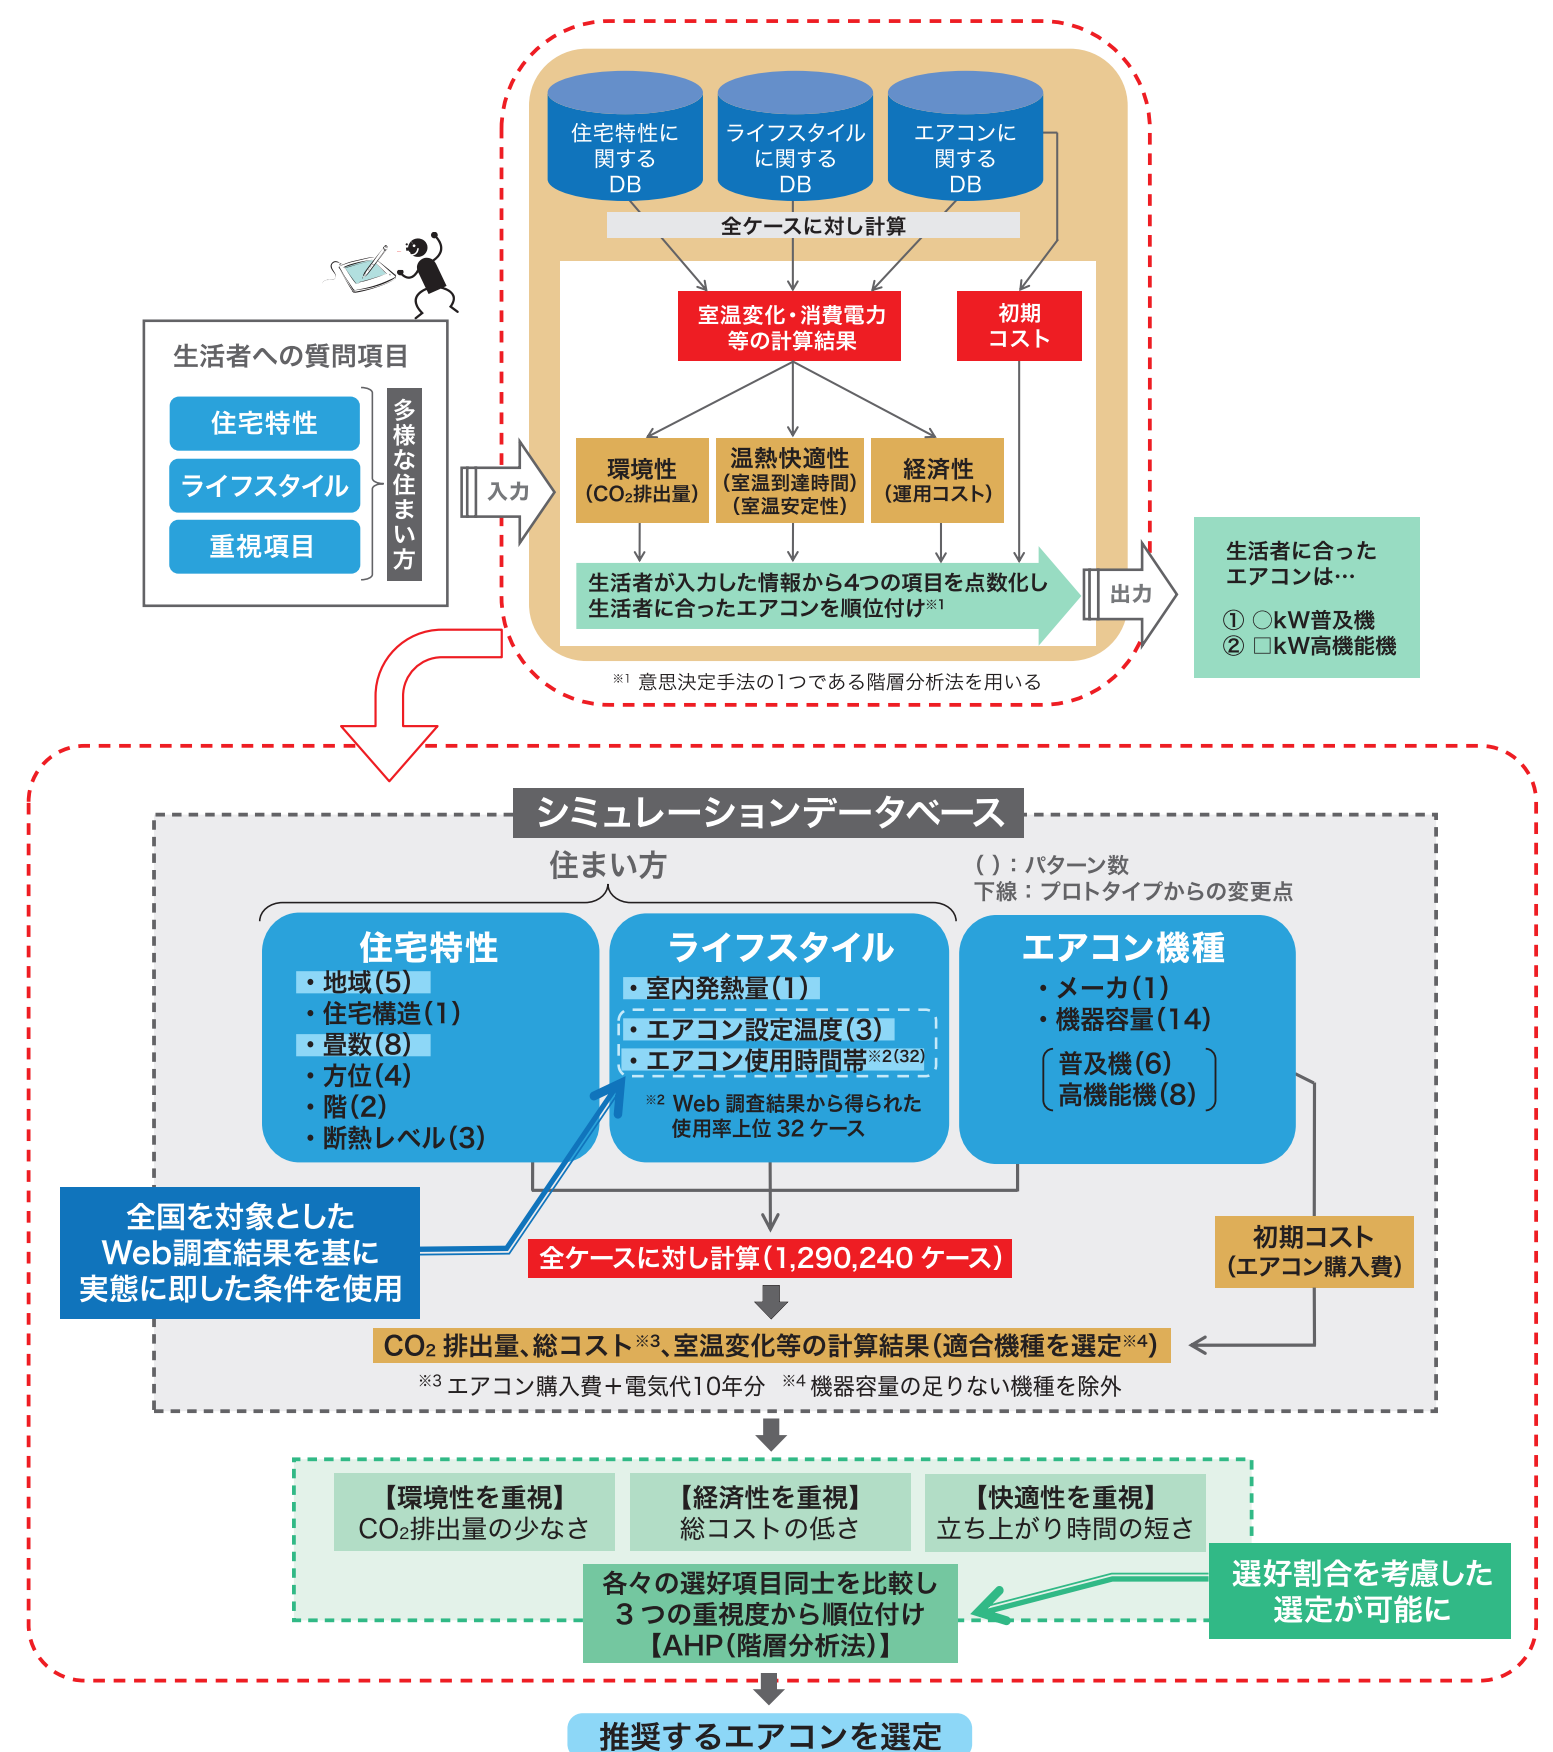 住宅特性に
関する
DB
ライフスタイル
に関する
DB
エアコンに
関する
DB
全ケースに対し計算
室温変化・消費電力
等の計算結果
初期
コスト
生活者への質問項目
住宅特性
ライフスタイル
重視項目
多様な住まい方
入力
環境性
（CO₂排出量）
温熱快適性
（室温到達時間）
（室温安定性）
経済性
（運用コスト）
生活者が入力した情報から4つの項目を点数化し
生活者に合ったエアコンを順位付け※1
出力
生活者に合った
エアコンは…
① ○kW普及機
② □kW高機能機
※1 意思決定手法の1つである階層分析法を用いる
シミュレーションデータベース
住まい方
( )：パターン数
下線：プロトタイプからの変更点
住宅特性
・地域(5)
・住宅構造(1)
・畳数(8)
・方位(4)
・階(2)
・断熱レベル(3)
ライフスタイル
・室内発熱量(1)
・エアコン設定温度(3)
・エアコン使用時間帯※2(32)
※2 Web 調査結果から得られた
使用率上位 32 ケース
エアコン機種
・メーカ(1)
・機器容量(14)
普及機(6)
高機能機(8)
全国を対象とした
Web調査結果を基に
実態に即した条件を使用
全ケースに対し計算(1,290,240 ケース)
初期コスト
(エアコン購入費)
CO₂ 排出量、総コスト※3、室温変化等の計算結果(適合機種を選定※4)
※3 エアコン購入費＋電気代10年分 ※4 機器容量の足りない機種を除外
【環境性を重視】
CO₂排出量の少なさ
【経済性を重視】
総コストの低さ
【快適性を重視】
立ち上がり時間の短さ
各々の選好項目同士を比較し
3 つの重視度から順位付け
【AHP(階層分析法)】
選好割合を考慮した
選定が可能に
推奨するエアコンを選定